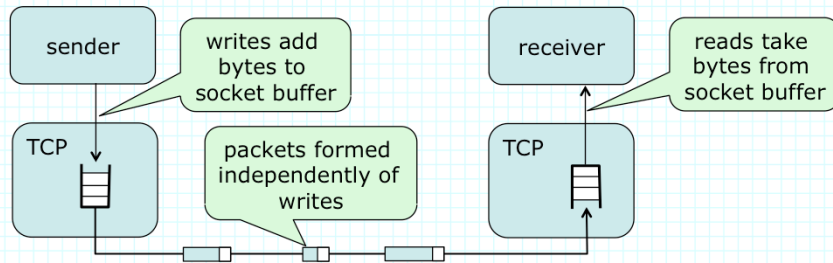 sender
writes add
bytes to
socket buffer
receiver
reads take
bytes from
socket buffer
TCP
packets formed
independently of
writes
TCP